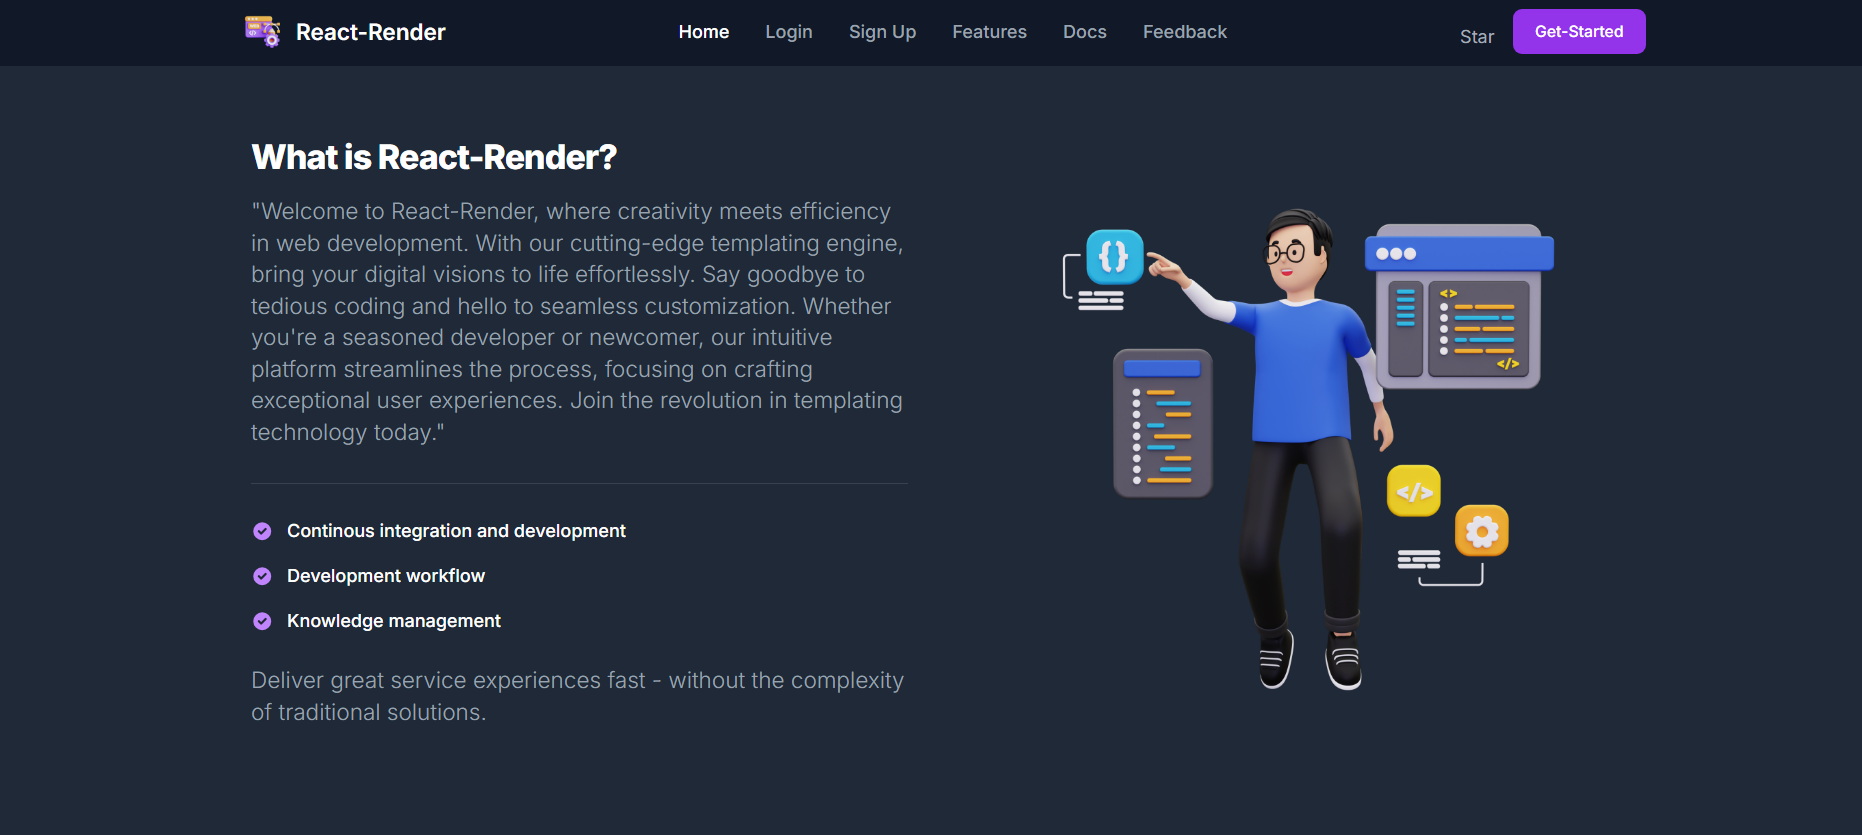 React-Render
Home
Login
Sign Up
Features
Docs
Feedback
Star
Get-Started
What is React-Render?
"Welcome to React-Render, where creativity meets efficiency
in web development. With our cutting-edge templating engine,
bring your digital visions to life effortlessly. Say goodbye to
tedious coding and hello to seamless customization. Whether
you're a seasoned developer or newcomer, our intuitive
platform streamlines the process, focusing on crafting
exceptional user experiences. Join the revolution in templating
technology today."
Continous integration and development
Development workflow
Knowledge management
Deliver great service experiences fast - without the complexity
of traditional solutions.
{}
<>
</>
</>